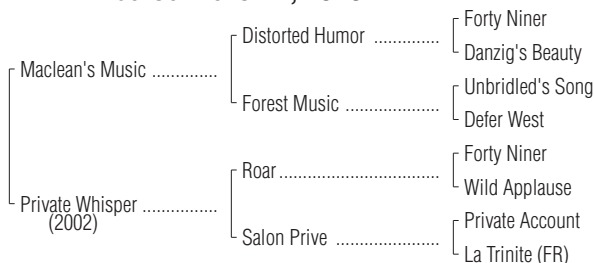 Forty Niner
Distorted Humor ..............
Danzig's Beauty
Maclean's Music ..............
Unbridled's Song
Forest Music ....................
Defer West
Forty Niner
Roar ..................................
Wild Applause
Private Whisper ................
(2002)
Private Account
Salon Prive ......................
La Trinite (FR)